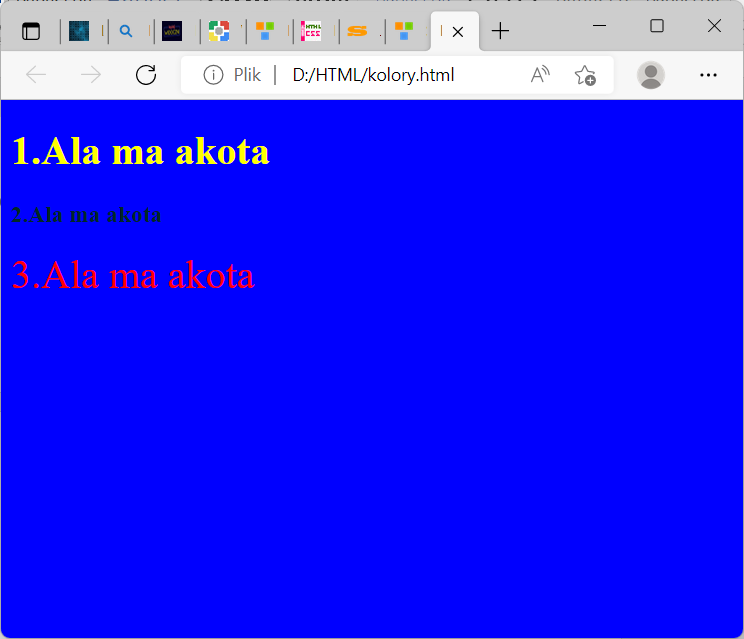 Plik | D:/HTML/kolory.html
1.Ala ma akota
2.Ala ma akota
3.Ala ma akota